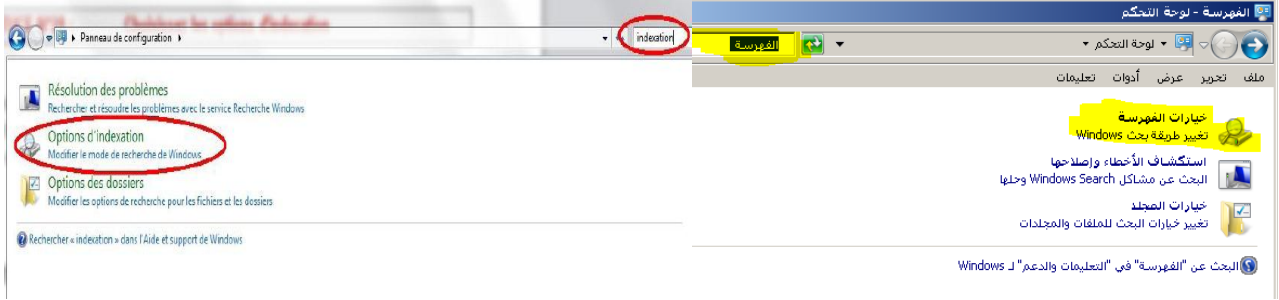 Choisissez les options d'indexation
Panneau de configuration
indexation
Résolution des problèmes
Rechercher et résoudre les problèmes avec le service Recherche Windows
Options d'indexation
Modifier le mode de recherche de Windows
Options des dossiers
Modifier les options de recherche pour les fichiers et les dossiers
Rechercher « indexation » dans l'Aide et support de Windows
الفهرسة - لوحة التحكم
لوحة التحكم
الفهرسة
ملف تحرير عرض أدوات تعليمات
خيارات الفهرسة
تغيير طريقة بحث Windows
استكشاف الأخطاء وإصلاحها
البحث عن مشاكل Windows Search وحلها
خيارات المجلد
تغيير خيارات البحث للملفات والمجلدات
البحث عن "الفهرسة" في "التعليمات والدعم" لـ Windows